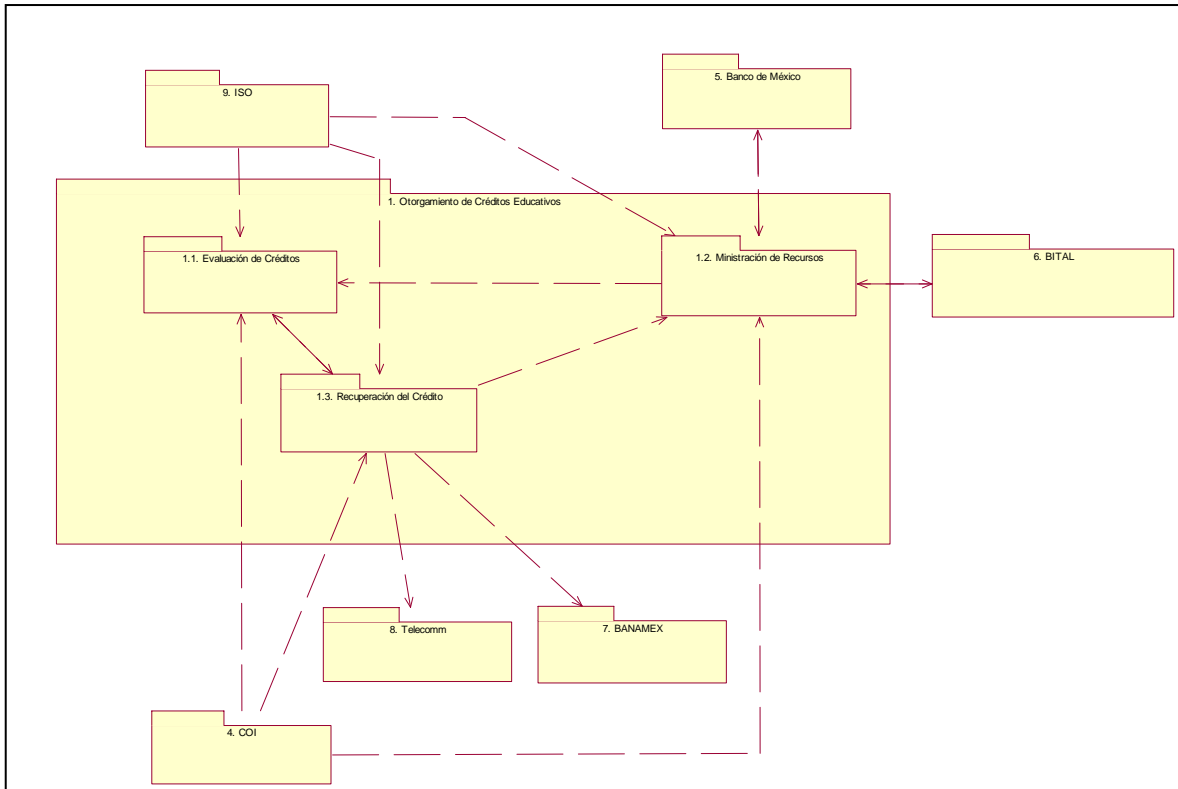 5. Banco de México
9. ISO
1. Otorgamiento de Créditos Educativos
1.1. Evaluación de Créditos
1.2. Ministración de Recursos
6. BITAL
1.3. Recuperación del Crédito
8. Telecomm
7. BANAMEX
4. COI